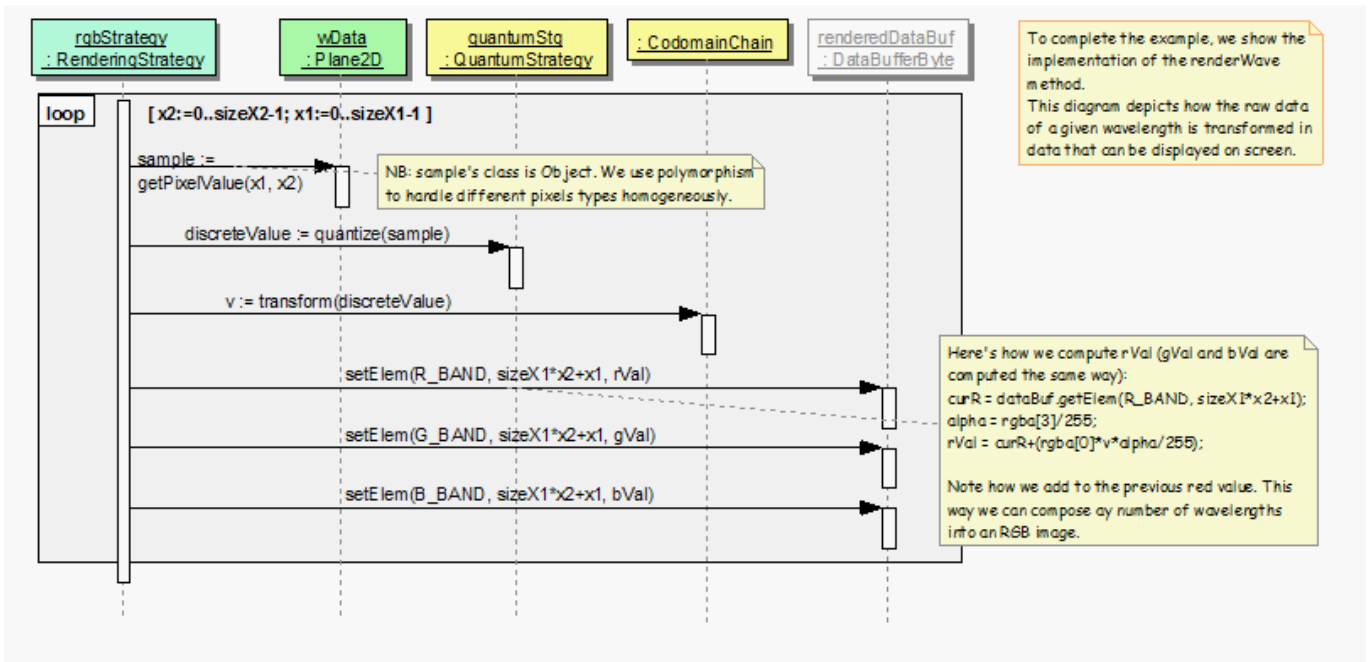 rgbStrategy
: RenderingStrategy
wData
: Plane2D
quantumStg
: QuantumStrategy
: CodomainChain
renderedDataBuf
: DataBufferByte
To complete the example, we show the
implementation of the renderWave
method.
This diagram depicts how the raw data
of a given wavelength is transformed in
data that can be displayed on screen.
loop
[ x2:=0..sizeX2-1; x1:=0..sizeX1-1 ]
sample :=
getPixelValue(x1, x2)
NB: sample's class is Object. We use polymorphism
to handle different pixels types homogeneously.
discreteValue := quantize(sample)
v := transform(discreteValue)
setElem(R_BAND, sizeX1*x2+x1, rVal)
setElem(G_BAND, sizeX1*x2+x1, gVal)
setElem(B_BAND, sizeX1*x2+x1, bVal)
Here's how we compute rVal (gVal and bVal are
computed the same way):
curR = dataBuf.getElem(R_BAND, sizeX1*x2+x1);
alpha = rgba[3]/255;
rVal = curR+(rgba[0]*v*alpha/255);
Note how we add to the previous red value. This
way we can compose ay number of wavelengths
into an RGB image.